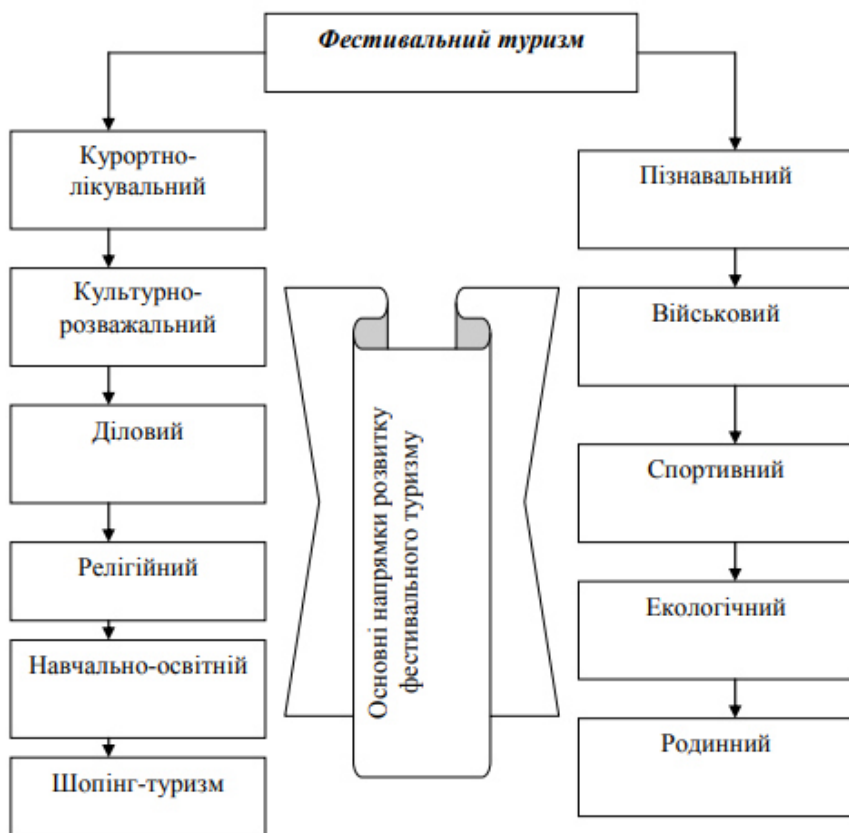 Фестивальний туризм
Курортно-
лікувальний
Культурно-
розважальний
Діловий
Релігійний
Навчально-освітній
Шопінг-туризм
Основні напрямки розвитку
фестивального туризму
Пізнавальний
Військовий
Спортивний
Екологічний
Родинний